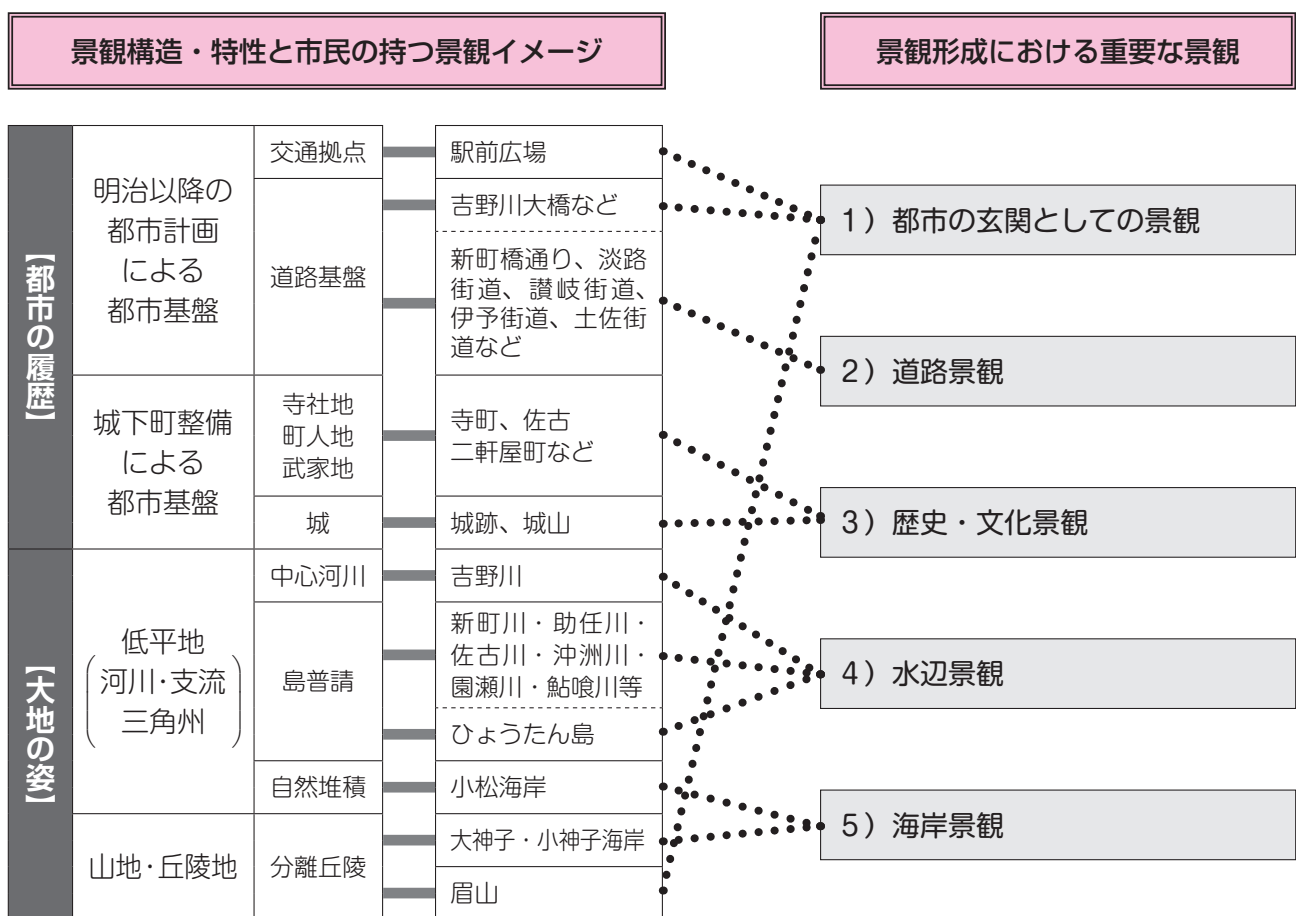 景観構造・特性と市民の持つ景観イメージ
景観形成における重要な景観
【都市の履歴】
明治以降の
都市計画
による
都市基盤
交通拠点
駅前広場
道路基盤
吉野川大橋など
新町橋通り、淡路
街道、讃岐街道、
伊予街道、土佐街
道など
城下町整備
による
都市基盤
寺社地
町人地
武家地
寺町、佐古
二軒屋町など
城
城跡、城山
【大地の姿】
低平地
(河川・支流
三角州)
中心河川
吉野川
島普請
新町川・助任川・
佐古川・沖洲川・
園瀬川・鮎喰川等
ひょうたん島
自然堆積
小松海岸
山地・丘陵地
分離丘陵
大神子・小神子海岸
眉山
1）都市の玄関としての景観
2）道路景観
3）歴史・文化景観
4）水辺景観
5）海岸景観